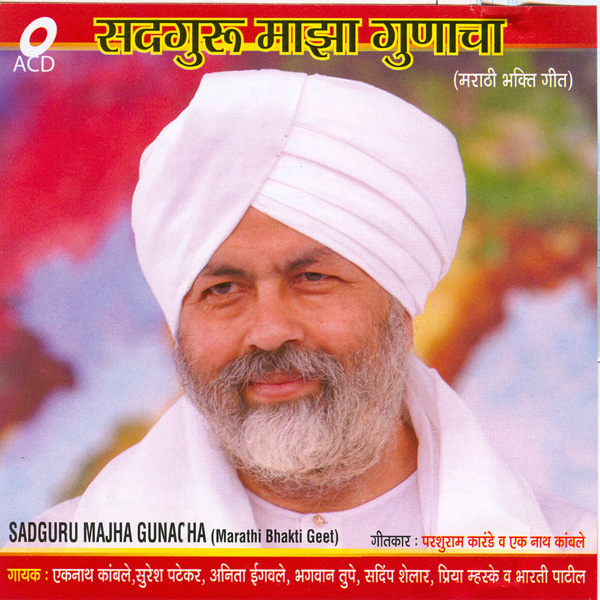 सदगुरू माझा गुणाचा
ACD
(मराठी भक्ति गीत)
SADGURU MAJHA GUNACHA (Marathi Bhakti Geet)
गीतकार : परशुराम कारंडे व एक नाथ कांबले
गायक : एकनाथ कांबले,सुरेश पटेकर, अनिता ईगवले, भगवान तुपे, सदिंप शेलार, प्रिया म्हस्के व भारती पाटील